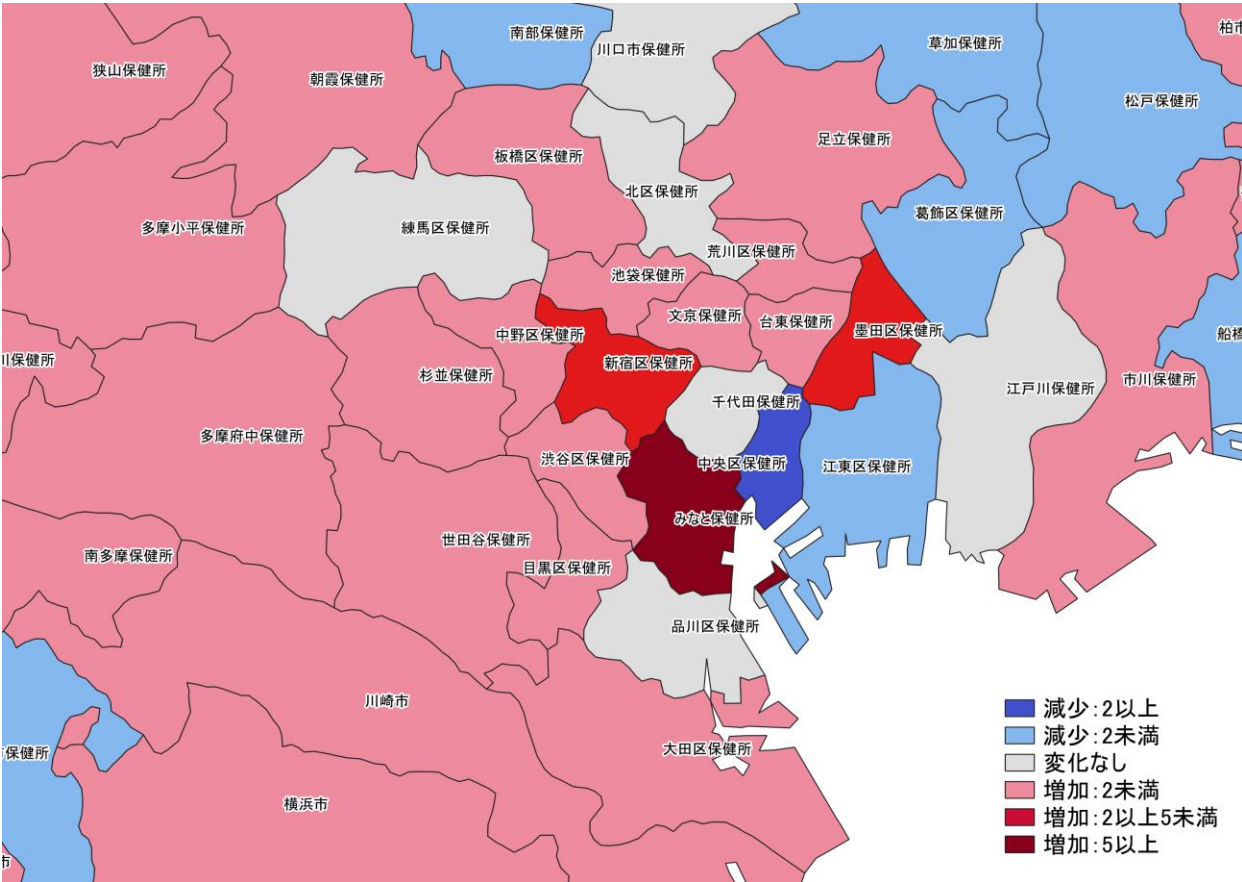 南部保健所
川口市保健所
草加保健所
柏市
狭山保健所
朝霞保健所
松戸保健所
足立保健所
板橋区保健所
北区保健所
葛飾区保健所
多摩小平保健所
練馬区保健所
荒川区保健所
池袋保健所
文京保健所
台東保健所
墨田区保健所
船橋
中野区保健所
川保健所
杉並保健所
新宿区保健所
市川保健所
江戸川保健所
千代田保健所
多摩府中保健所
渋谷区保健所
中央区保健所
江東区保健所
みなと保健所
世田谷保健所
南多摩保健所
目黒区保健所
品川区保健所
川崎市
市保健所
大田区保健所
横浜市
市
減少:2以上
減少:2未満
変化なし
増加:2未満
増加:2以上5未満
増加:5以上